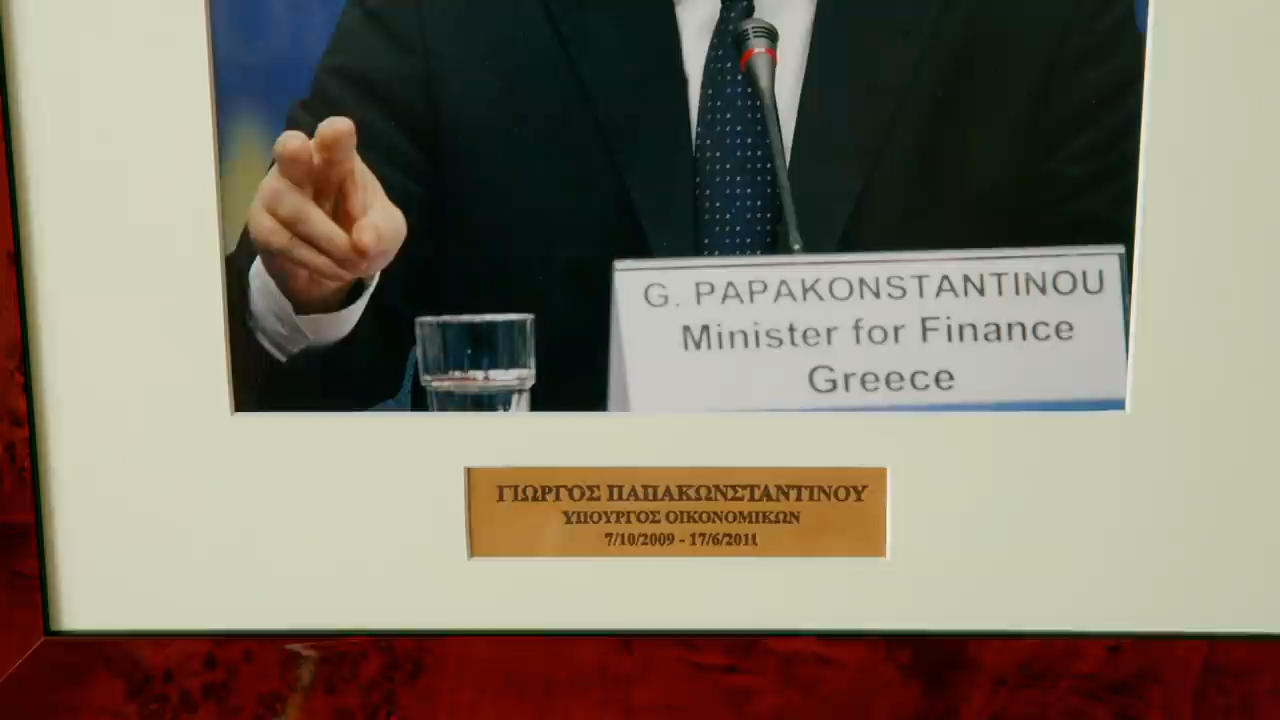 G. PAPAKONSTANTINOU
Minister for Finance
Greece
ΓΙΩΡΓΟΣ ΠΑΠΑΚΩΝΣΤΑΝΤΙΝΟΥ
ΥΠΟΥΡΓΟΣ ΟΙΚΟΝΟΜΙΚΩΝ
7/10/2009 - 17/6/2011